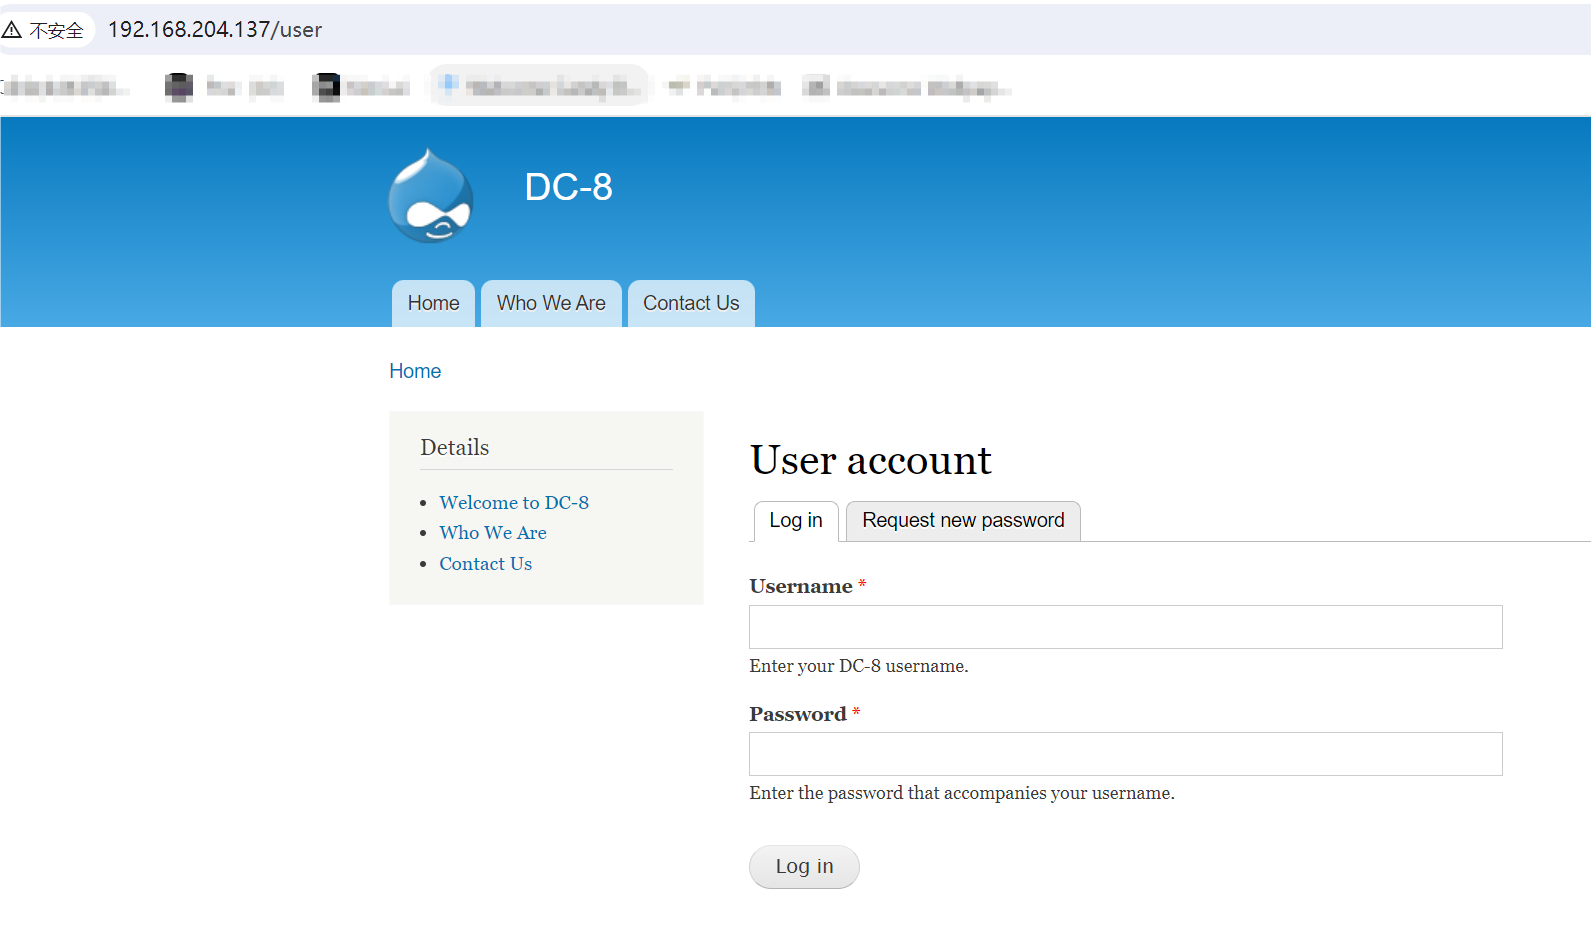 不安全 192.168.204.137/user
DC-8
Home Who We Are Contact Us
Home
Details
Welcome to DC-8
Who We Are
Contact Us
User account
Log in Request new password
Username *
Enter your DC-8 username.
Password *
Enter the password that accompanies your username.
Log in